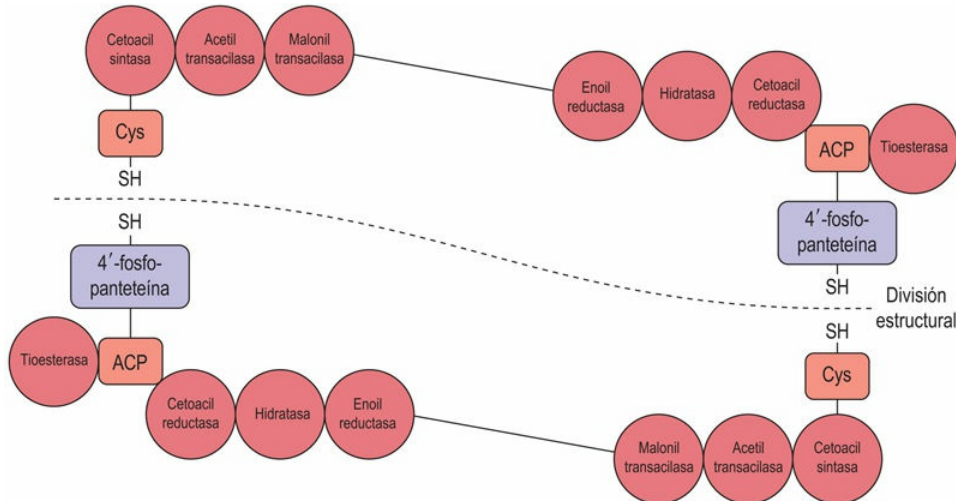 Cetoacil
sintasa
Acetil
transacilasa
Malonil
transacilasa
Enoil
reductasa
Hidratasa
Cetoacil
reductasa
Cys
ACP
Tioesterasa
SH
SH
4′-fosfo-
panteteína
4′-fosfo-
panteteína
SH
División
estructural
SH
Tioesterasa
ACP
Cys
Cetoacil
reductasa
Hidratasa
Enoil
reductasa
Malonil
transacilasa
Acetil
transacilasa
Cetoacil
sintasa